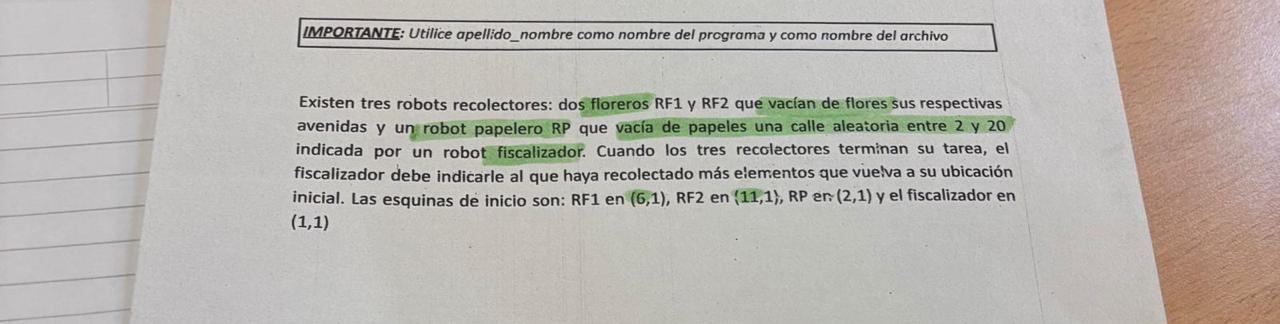 IMPORTANTE: Utilice apellido_nombre como nombre del programa y como nombre del archivo
Existen tres robots recolectores: dos floreros RF1 y RF2 que vacían de flores sus respectivas
avenidas y un robot papelero RP que vacía de papeles una calle aleatoria entre 2 y 20
indicada por un robot fiscalizador. Cuando los tres recolectores terminan su tarea, el
fiscalizador debe indicarle al que haya recolectado más elementos que vuelva a su ubicación
inicial. Las esquinas de inicio son: RF1 en (6,1), RF2 en (11,1), RP en (2,1) y el fiscalizador en
(1,1)